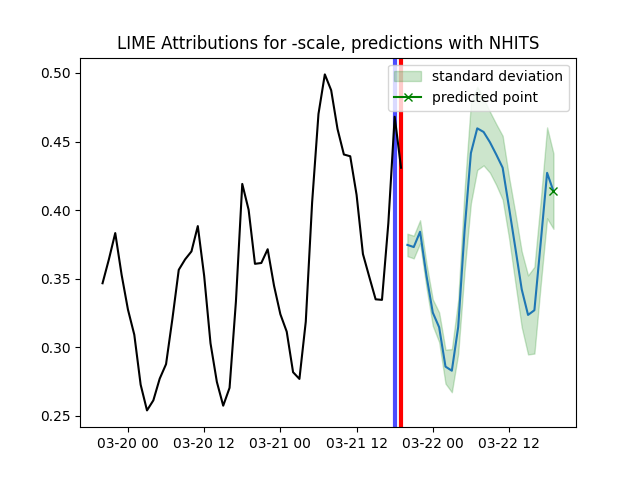 LIME Attributions for -scale, predictions with NHITS
standard deviation
predicted point
0.50
0.45
0.40
0.35
0.30
0.25
03-20 00 03-20 12 03-21 00 03-21 12 03-22 00 03-22 12